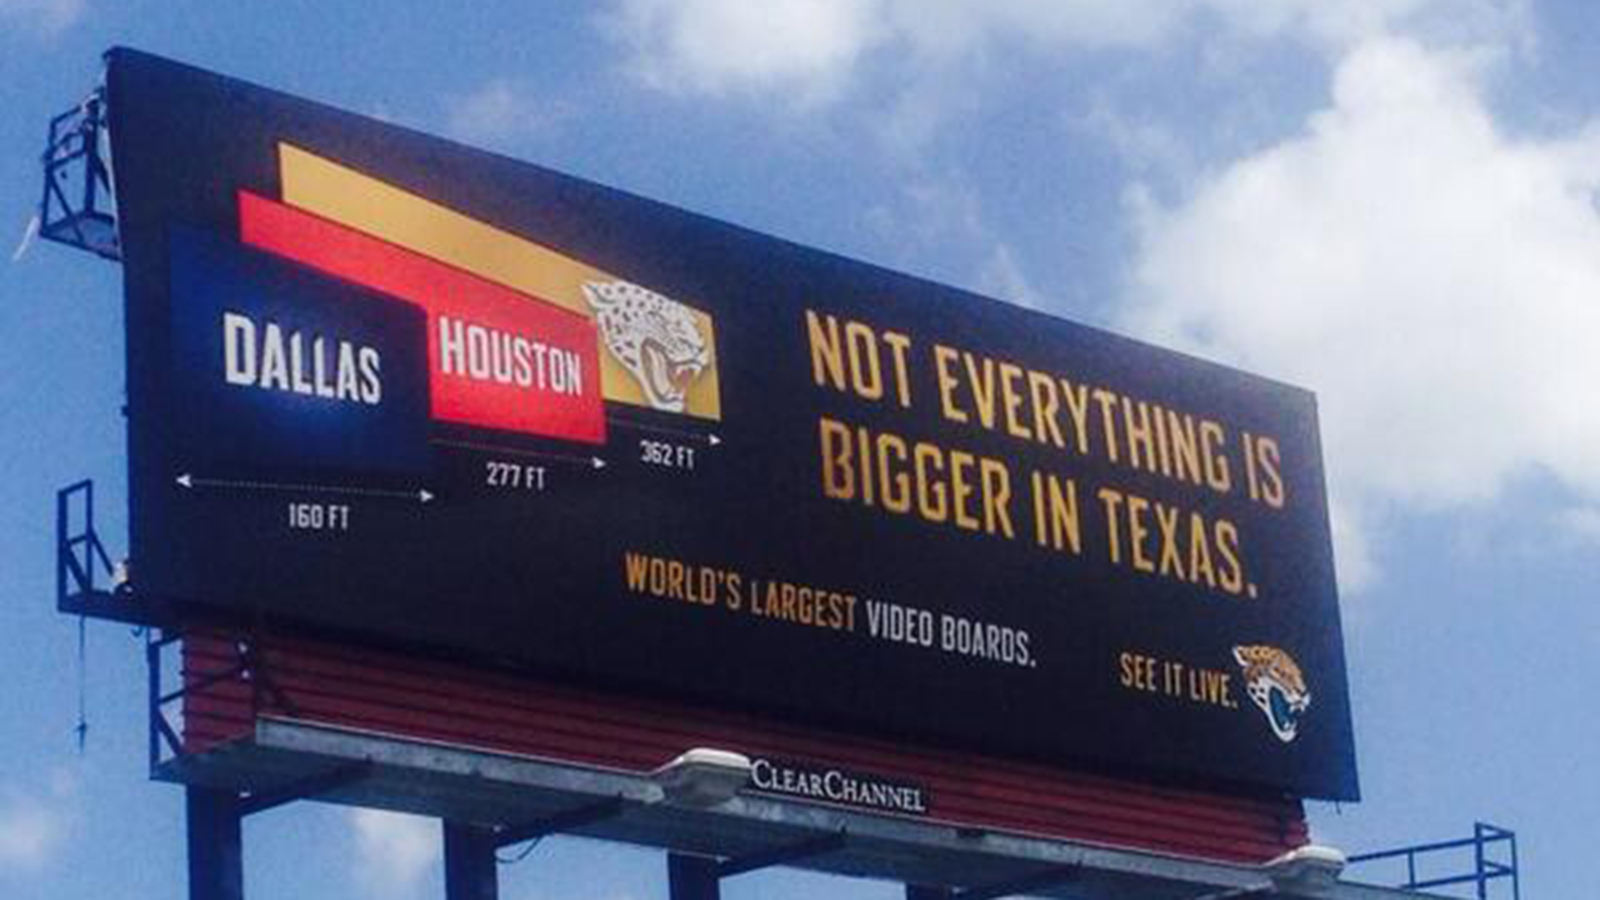 DALLAS
HOUSTON
160 FT
277 FT
362 FT
NOT EVERYTHING IS
BIGGER IN TEXAS.
WORLD'S LARGEST VIDEO BOARDS.
SEE IT LIVE.
CLEARCHANNEL